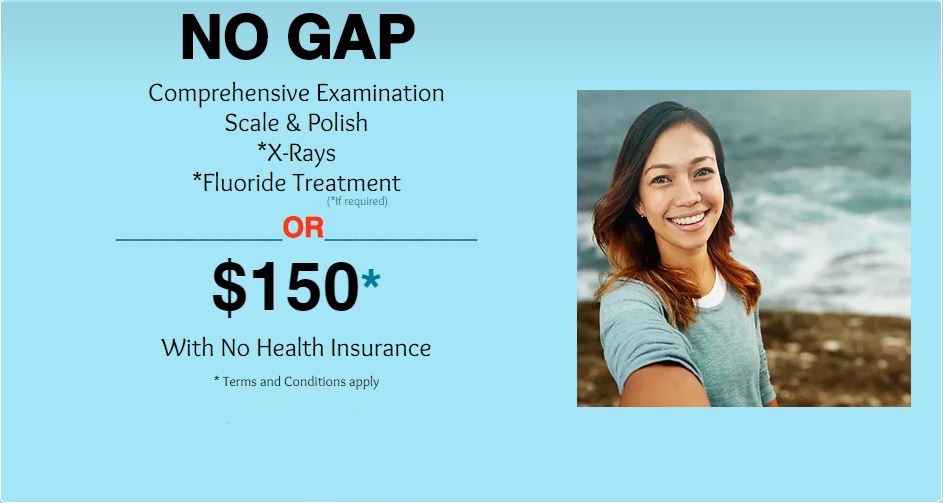 NO GAP
Comprehensive Examination
Scale & Polish
*X-Rays
*Fluoride Treatment
(*If required)
OR
$150*
With No Health Insurance
* Terms and Conditions apply